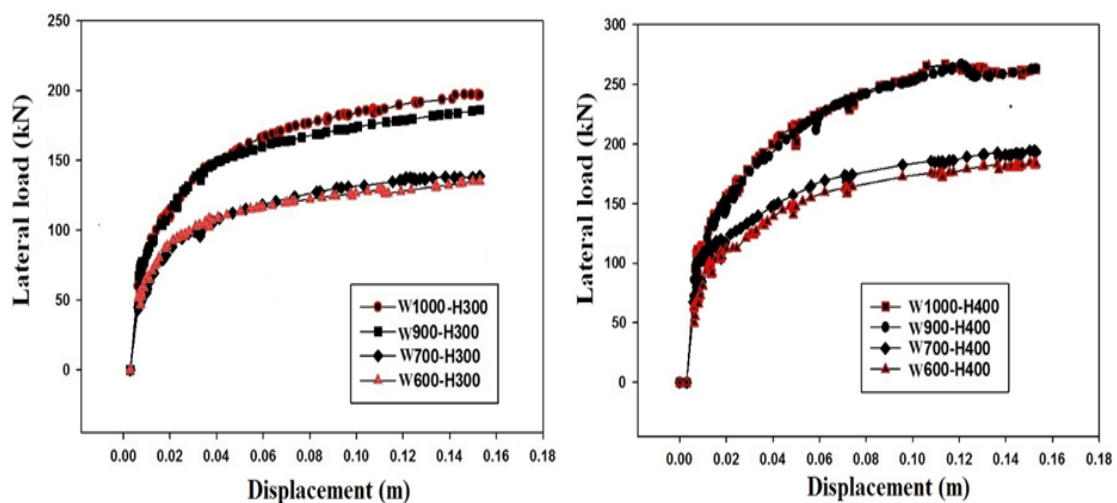 250
200
150
100
50
0
Lateral load (kN)
W1000-H300
W900-H300
W700-H300
W600-H300
0.00 0.02 0.04 0.06 0.08 0.10 0.12 0.14 0.16 0.18
Displacement (m)
300
250
200
150
100
50
0
Lateral load (kN)
W1000-H400
W900-H400
W700-H400
W600-H400
0.00 0.02 0.04 0.06 0.08 0.10 0.12 0.14 0.16 0.18
Displacement (m)